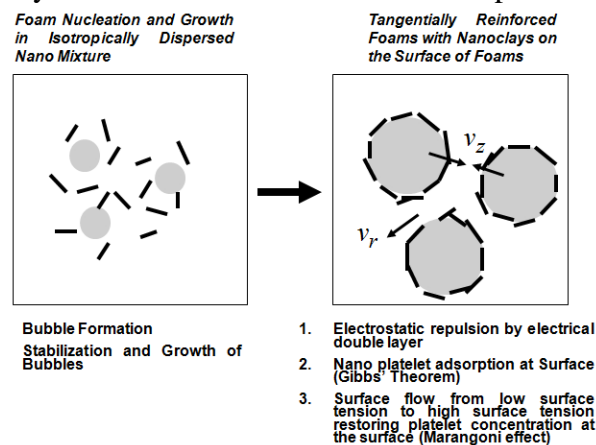 Foam Nucleation and Growth
in Isotropically Dispersed
Nano Mixture
Tangentially Reinforced
Foams with Nanoclays on
the Surface of Foams
v_z
v_r
Bubble Formation
Stabilization and Growth of
Bubbles
1. Electrostatic repulsion by electrical
double layer
2. Nano platelet adsorption at Surface
(Gibbs' Theorem)
3. Surface flow from low surface
tension to high surface tension
restoring platelet concentration at
the surface (Marangoni effect)